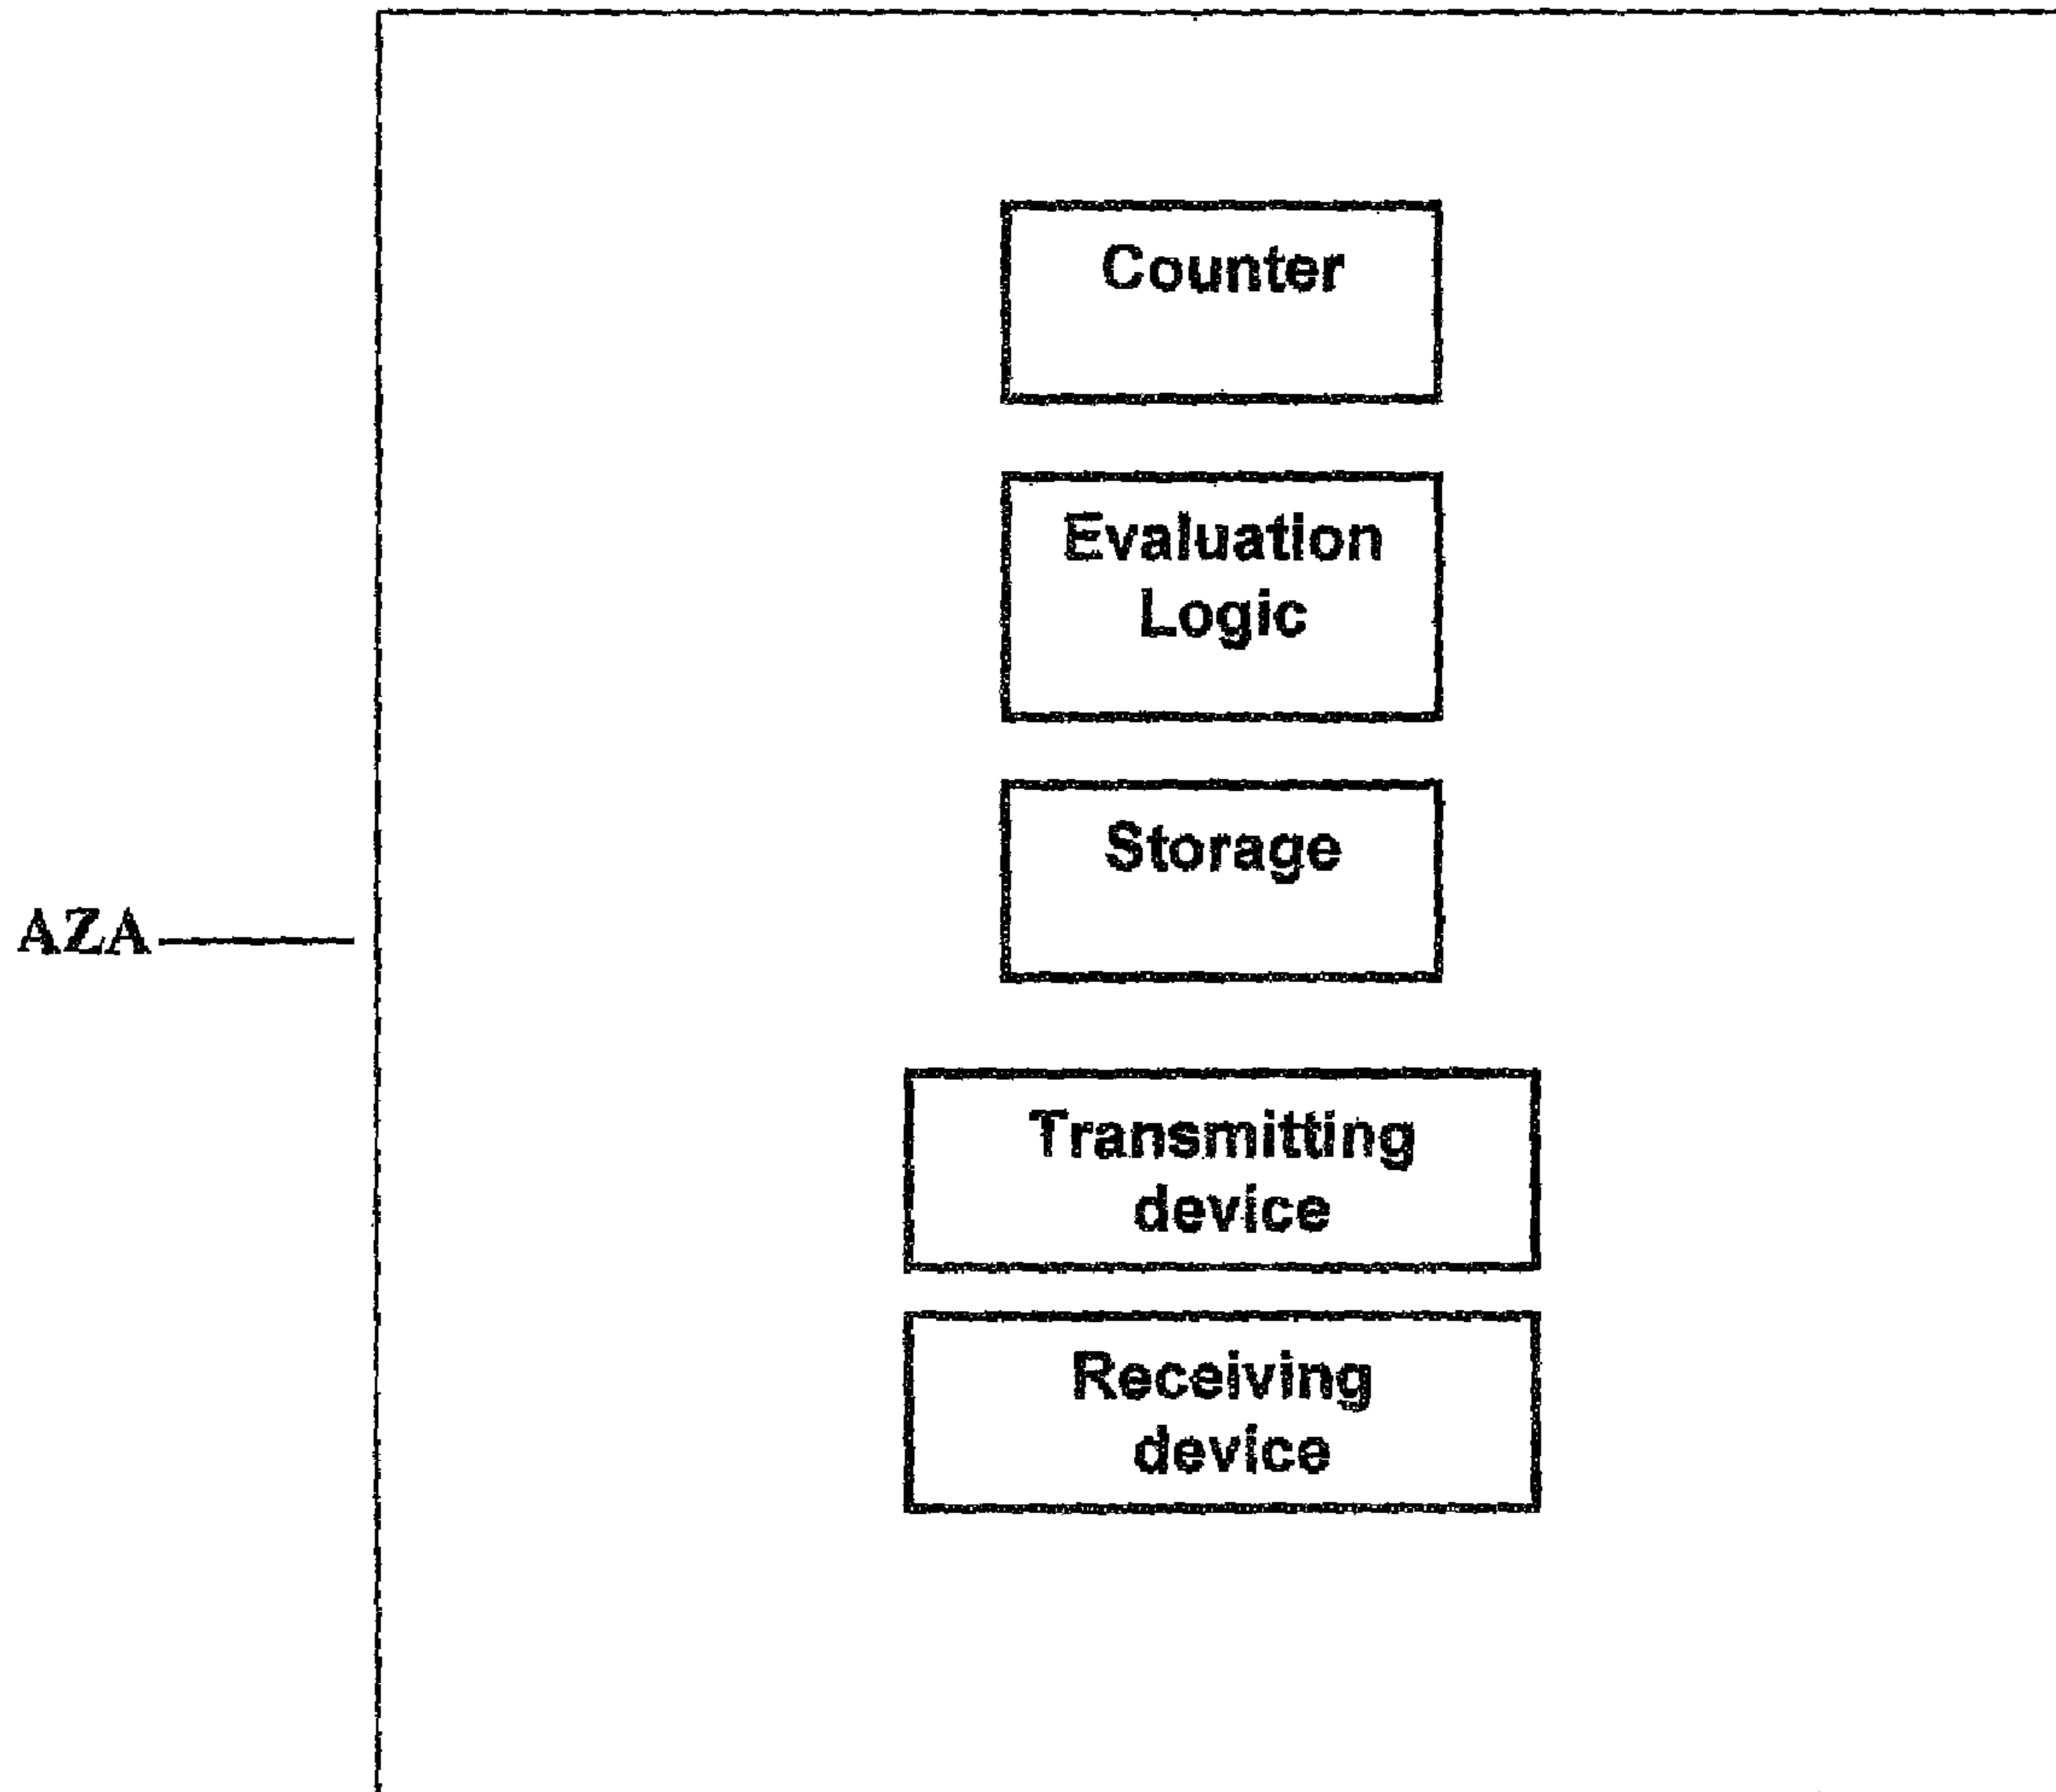 Counter
Evaluation
Logic
Storage
AZA
Transmitting
device
Receiving
device